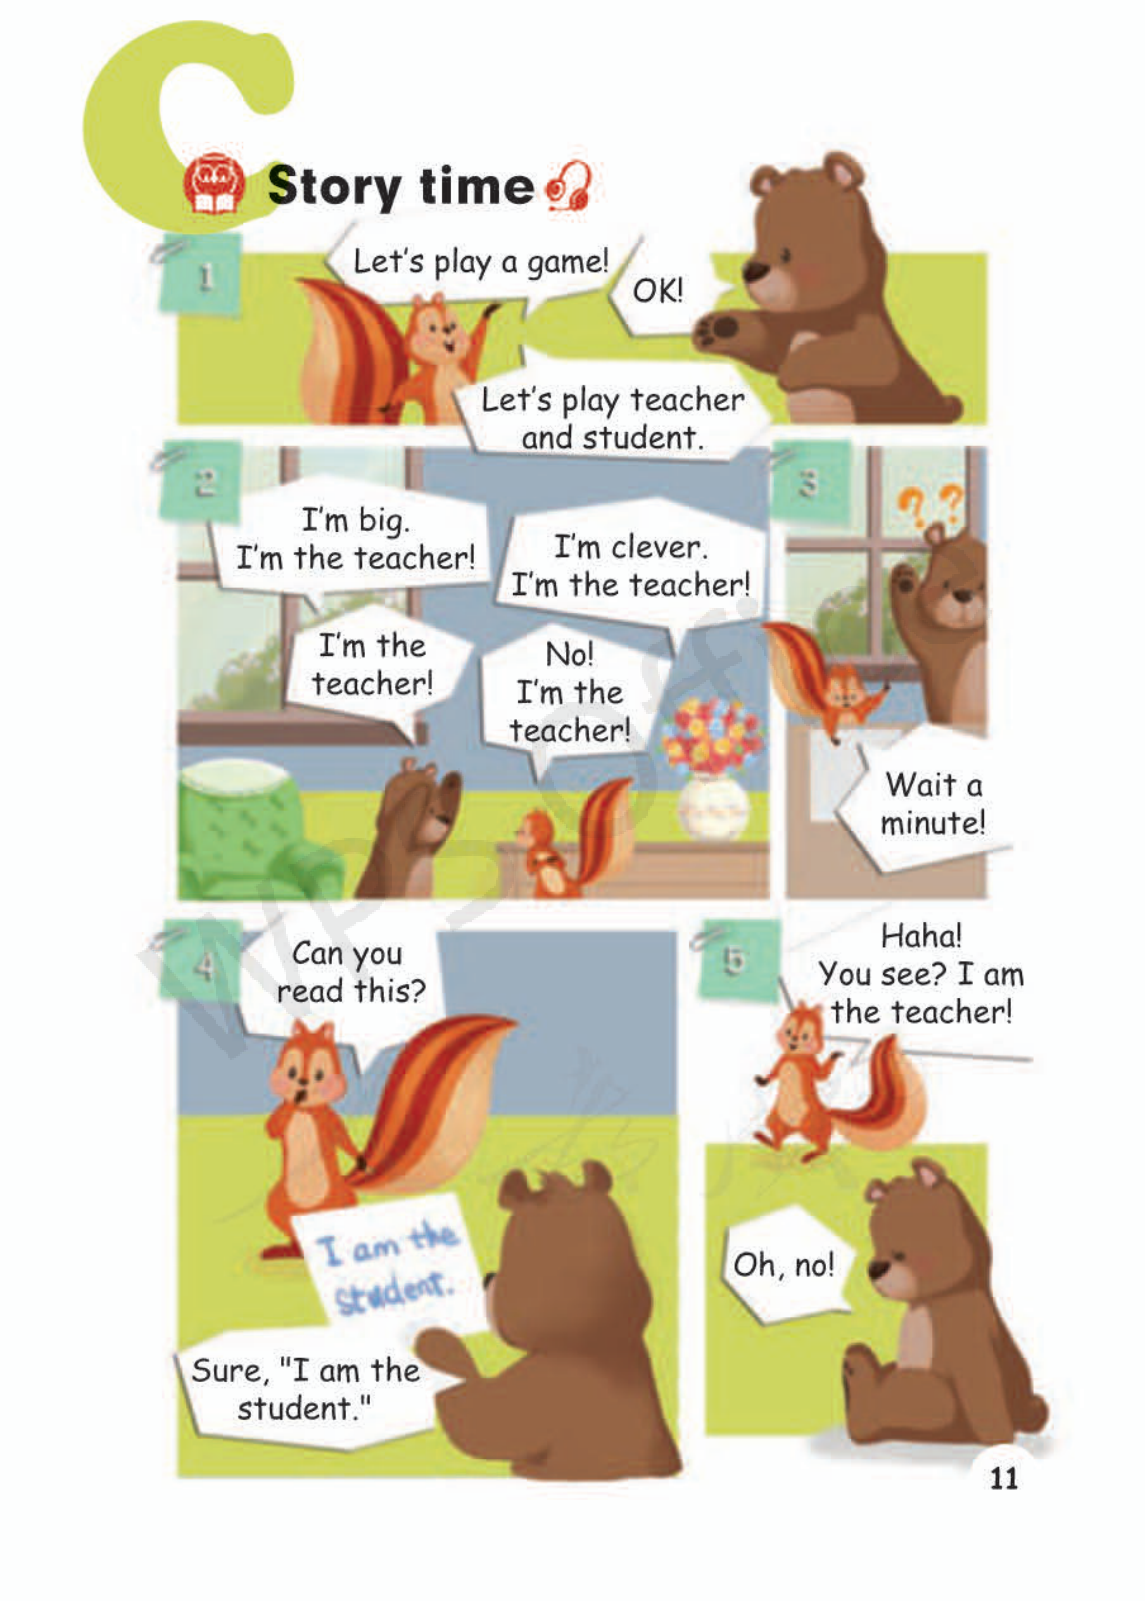 C
Story time
1
Let's play a game!
OK!
Let's play teacher
and student.
2
I'm big.
I'm the teacher!
I'm clever.
I'm the teacher!
I'm the
teacher!
No!
I'm the
teacher!
3
? ?
Wait a
minute!
4
Can you
read this?
I am the
student.
Sure, "I am the
student."
5
Haha!
You see? I am
the teacher!
Oh, no!
11
WPS Office